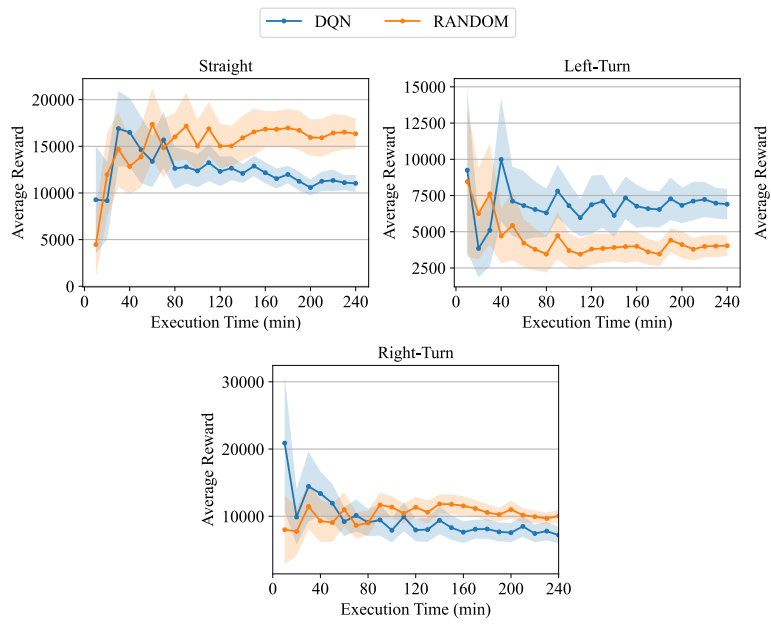 DQN RANDOM
Straight
Left-Turn
20000
15000
10000
5000
0
Average Reward
0 40 80 120 160 200 240
Execution Time (min)
15000
12500
10000
7500
5000
2500
Average Reward
0 40 80 120 160 200 240
Execution Time (min)
Average Reward
Right-Turn
30000
20000
10000
Average Reward
0 40 80 120 160 200 240
Execution Time (min)